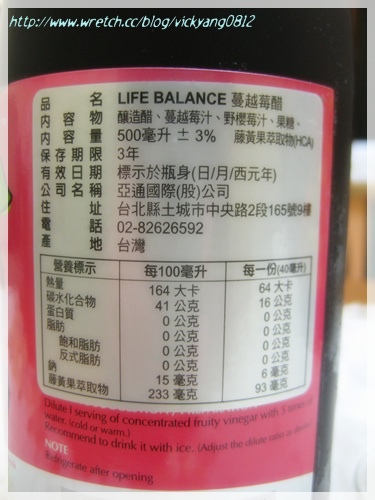 http://www.wretch.cc/blog/vickyang0812
品名 LIFE BALANCE 蔓越莓醋
內容物 釀造醋、蔓越莓汁、野櫻莓汁、果糖、
內容量 500毫升 ± 3% 藤黃果萃取物(HCA)
保存期限 3年
有效日期 標示於瓶身(日/月/西元年)
公司名稱 亞通國際(股)公司
住址 台北縣土城市中央路2段165號9樓
電話 02-82626592
產地 台灣
營養標示 每100毫升 每一份(40毫升)
熱量 164 大卡 64 大卡
碳水化合物 41 公克 16 公克
蛋白質 0 公克 0 公克
脂肪 0 公克 0 公克
飽和脂肪 0 公克 0 公克
反式脂肪 0 公克 0 公克
鈉 15 毫克 6 毫克
藤黃果萃取物 233 毫克 93 毫克
Dilute 1 serving of concentrated fruity vinegar with 5 times of
water. (cold or warm.)
Recommend to drink it with ice. (Adjust the dilute ratio
NOTE
Refrigerate after opening